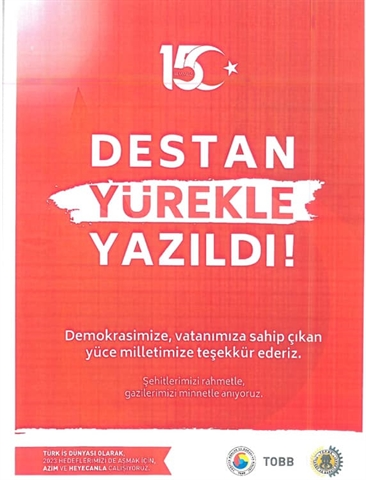 15
DESTAN
YÜREKLE
YAZILDI!
Demokrasimize, vatanımıza sahip çıkan
yüce milletimize teşekkür ederiz.
Şehitlerimizi rahmetle,
gazilerimizi minnetle anıyoruz.
TÜRK İŞ DÜNYASI OLARAK,
2023 HEDEFLERİMİZİ DE AŞMAK İÇİN,
AZİM VE HEYECANLA ÇALIŞIYORUZ.
TOBB